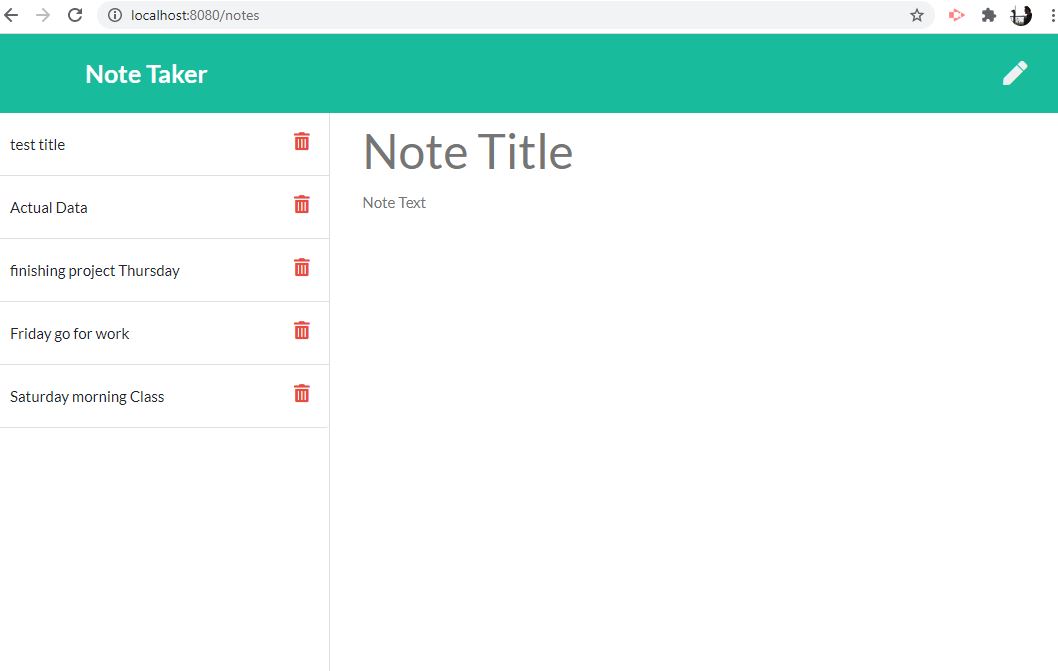 localhost:8080/notes
Note Taker
test title
Actual Data
finishing project Thursday
Friday go for work
Saturday morning Class
Note Title
Note Text